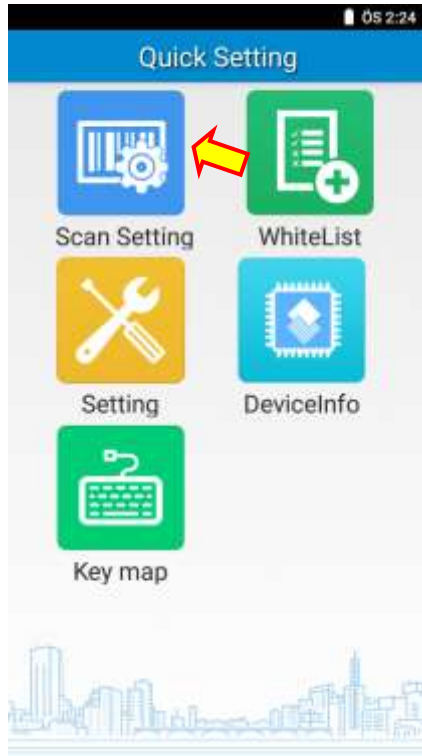 ÖS 2:24
Quick Setting
Scan Setting WhiteList
Setting DeviceInfo
Key map